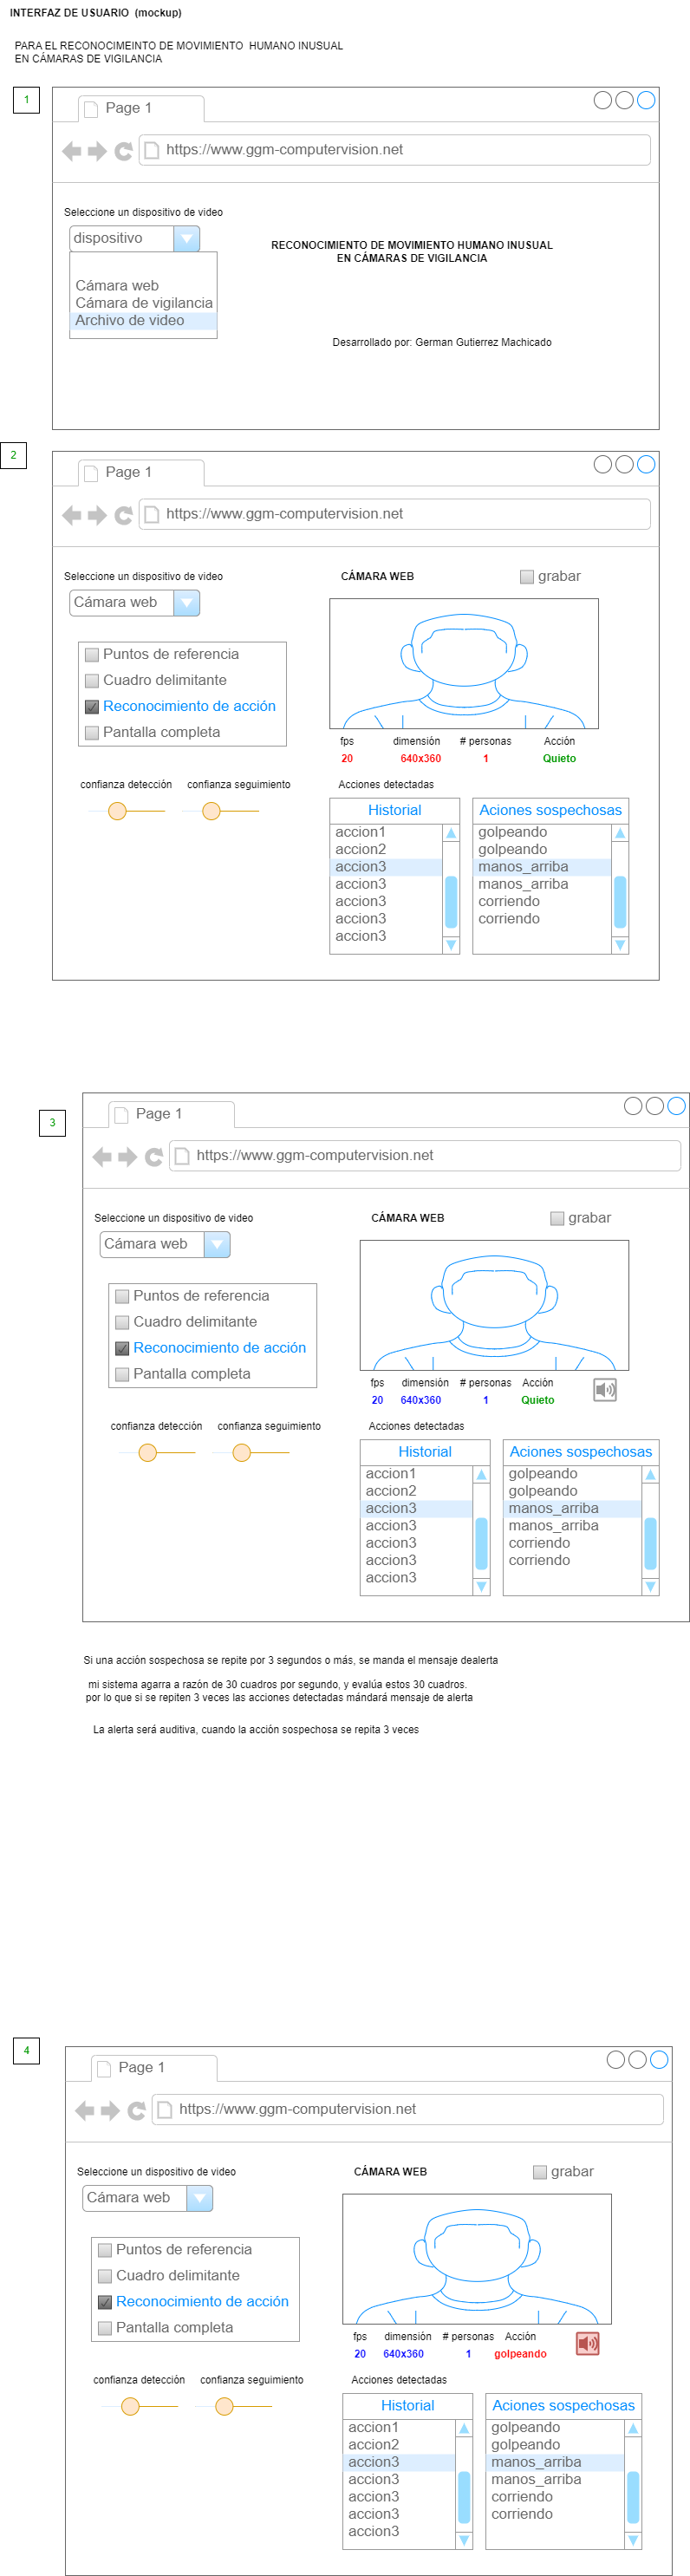 INTERFAZ DE USUARIO  (mockup)
PARA EL RECONOCIMEINTO DE MOVIMIENTO  HUMANO INUSUAL
EN CÁMARAS DE VIGILANCIA
1
Page 1
https://www.ggm-computervision.net
Seleccione un dispositivo de video
dispositivo
Cámara web
Cámara de vigilancia
Archivo de video
RECONOCIMIENTO DE MOVIMIENTO HUMANO INUSUAL
EN CÁMARAS DE VIGILANCIA
Desarrollado por: German Gutierrez Machicado
2
Page 1
https://www.ggm-computervision.net
Seleccione un dispositivo de video
Cámara web
CÁMARA WEB
grabar
Puntos de referencia
Cuadro delimitante
Reconocimiento de acción
Pantalla completa
fps dimensión # personas Acción
20 640x360 1 Quieto
confianza detección confianza seguimiento
Acciones detectadas
Historial
accion1
accion2
accion3
accion3
accion3
accion3
accion3
Aciones sospechosas
golpeando
golpeando
manos_arriba
manos_arriba
corriendo
corriendo
3
Page 1
https://www.ggm-computervision.net
Seleccione un dispositivo de video
Cámara web
CÁMARA WEB
grabar
Puntos de referencia
Cuadro delimitante
Reconocimiento de acción
Pantalla completa
fps dimensión # personas Acción
20 640x360 1 Quieto
confianza detección confianza seguimiento
Acciones detectadas
Historial
accion1
accion2
accion3
accion3
accion3
accion3
accion3
Aciones sospechosas
golpeando
golpeando
manos_arriba
manos_arriba
corriendo
corriendo
Si una acción sospechosa se repite por 3 segundos o más, se manda el mensaje dealerta
mi sistema agarra a razón de 30 cuadros por segundo, y evalúa estos 30 cuadros.
por lo que si se repiten 3 veces las acciones detectadas mándará mensaje de alerta
La alerta será auditiva, cuando la acción sospechosa se repita 3 veces
4
Page 1
https://www.ggm-computervision.net
Seleccione un dispositivo de video
Cámara web
CÁMARA WEB
grabar
Puntos de referencia
Cuadro delimitante
Reconocimiento de acción
Pantalla completa
fps dimensión # personas Acción
20 640x360 1 golpeando
confianza detección confianza seguimiento
Acciones detectadas
Historial
accion1
accion2
accion3
accion3
accion3
accion3
accion3
Aciones sospechosas
golpeando
golpeando
manos_arriba
manos_arriba
corriendo
corriendo